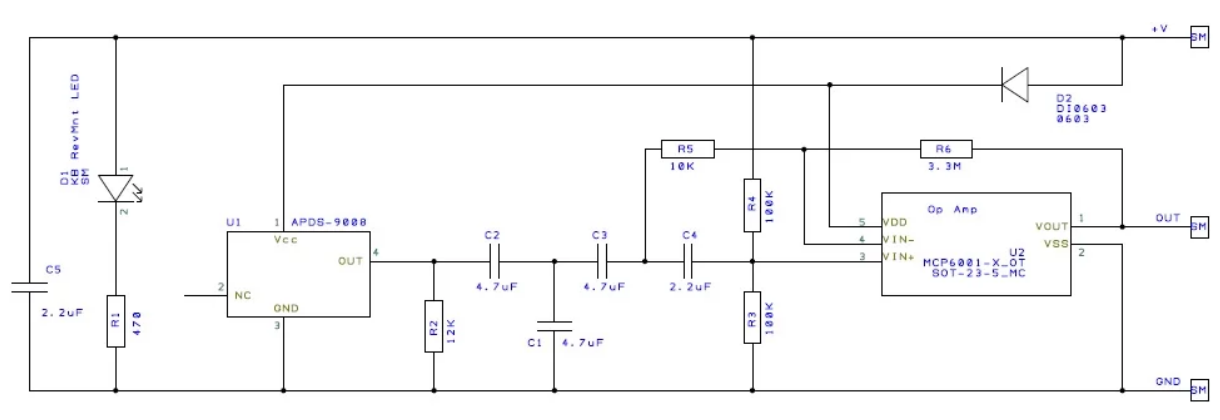 +V
SM
D2
DI0603
0603
D1
KB RevMnt LED
SM
1
2
R5
10K
R6
3.3M
R4
100K
U1
1
APDS-9008
Vcc
OUT
4
2
NC
GND
3
Op Amp
5
VDD
4
VIN-
3
VIN+
VOUT
1
VSS
2
U2
MCP6001-X_OT
SOT-23-5_MC
OUT
SM
C2
4.7uF
C3
4.7uF
C4
2.2uF
C5
2.2uF
R1
470
R2
12K
C1
4.7uF
R3
100K
GND
SM